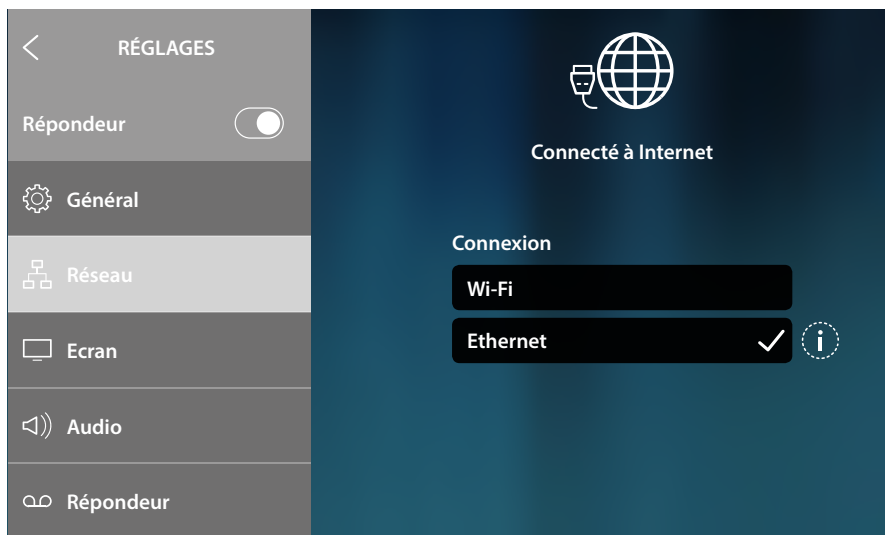 RÉGLAGES
Répondeur
Général
Réseau
Ecran
Audio
Répondeur
Connecté à Internet
Connexion
Wi-Fi
Ethernet